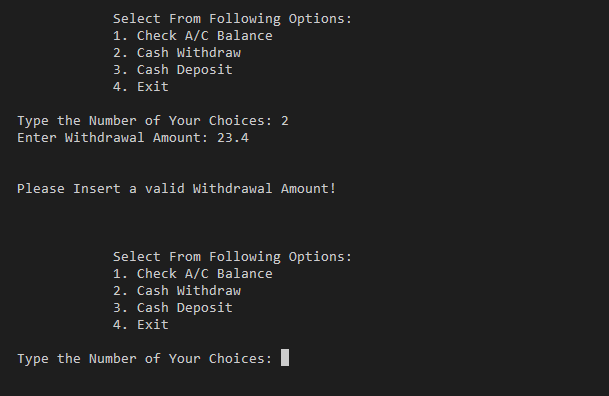 Select From Following Options:
1. Check A/C Balance
2. Cash Withdraw
3. Cash Deposit
4. Exit
Type the Number of Your Choices: 2
Enter Withdrawal Amount: 23.4
Please Insert a valid Withdrawal Amount!
Select From Following Options:
1. Check A/C Balance
2. Cash Withdraw
3. Cash Deposit
4. Exit
Type the Number of Your Choices: